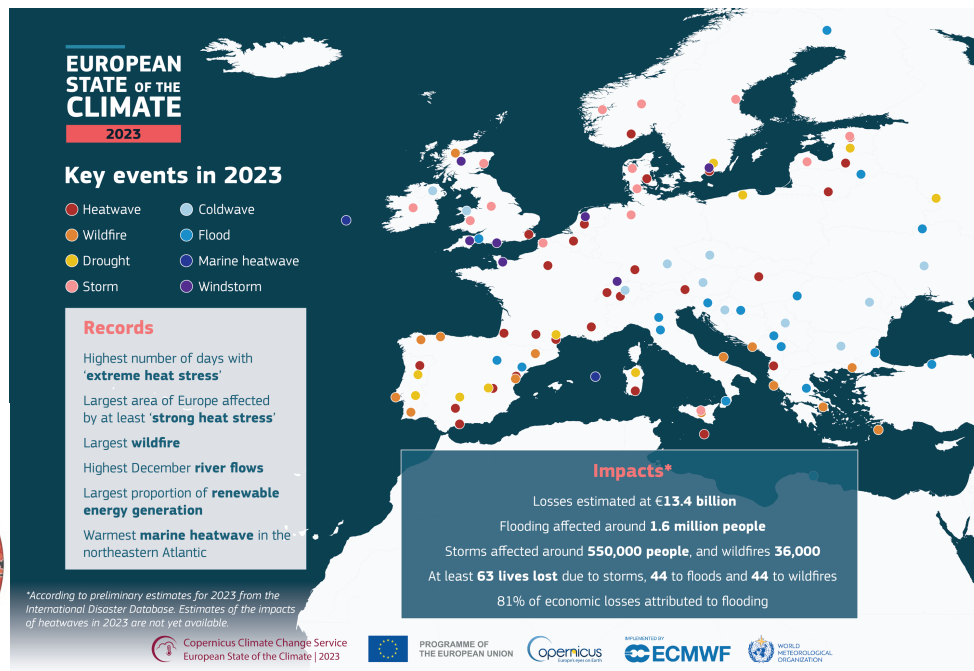 EUROPEAN
STATE OF THE
CLIMATE
2023
Key events in 2023
Heatwave
Wildfire
Drought
Storm
Coldwave
Flood
Marine heatwave
Windstorm
Records
Highest number of days with
‘extreme heat stress’
Largest area of Europe affected
by at least ‘strong heat stress’
Largest wildfire
Highest December river flows
Largest proportion of renewable
energy generation
Warmest marine heatwave in the
northeastern Atlantic
Impacts*
Losses estimated at €13.4 billion
Flooding affected around 1.6 million people
Storms affected around 550,000 people, and wildfires 36,000
At least 63 lives lost due to storms, 44 to floods and 44 to wildfires
81% of economic losses attributed to flooding
*According to preliminary estimates for 2023 from the
International Disaster Database. Estimates of the impacts
of heatwaves in 2023 are not yet available.
Copernicus Climate Change Service
European State of the Climate | 2023
PROGRAMME OF
THE EUROPEAN UNION
opernicus
Europe's eyes on Earth
IMPLEMENTED BY
ECMWF
WORLD
METEOROLOGICAL
ORGANIZATION